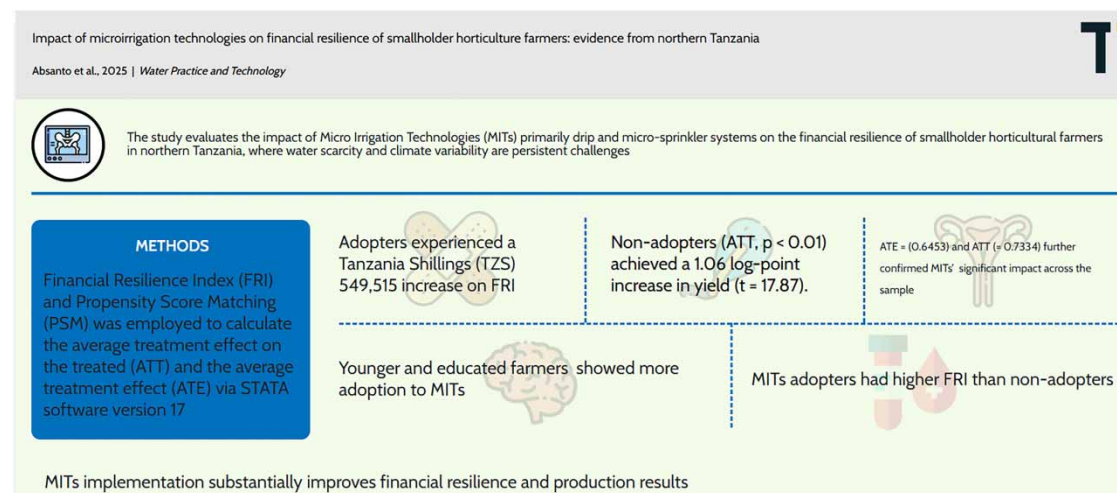 Impact of microirrigation technologies on financial resilience of smallholder horticulture farmers: evidence from northern Tanzania
T
Absanto et al., 2025 | Water Practice and Technology
The study evaluates the impact of Micro Irrigation Technologies (MITs) primarily drip and micro-sprinkler systems on the financial resilience of smallholder horticultural farmers
in northern Tanzania, where water scarcity and climate variability are persistent challenges
METHODS
Financial Resilience Index (FRI)
and Propensity Score Matching
(PSM) was employed to calculate
the average treatment effect on
the treated (ATT) and the average
treatment effect (ATE) via STATA
software version 17
Adopters experienced a
Tanzania Shillings (TZS)
549,515 increase on FRI
Non-adopters (ATT, p < 0.01)
achieved a 1.06 log-point
increase in yield (t = 17.87).
ATE = (0.6453) and ATT (= 0.7334) further
confirmed MITs' significant impact across the
sample
Younger and educated farmers showed more
adoption to MITs
MITs adopters had higher FRI than non-adopters
MITs implementation substantially improves financial resilience and production results